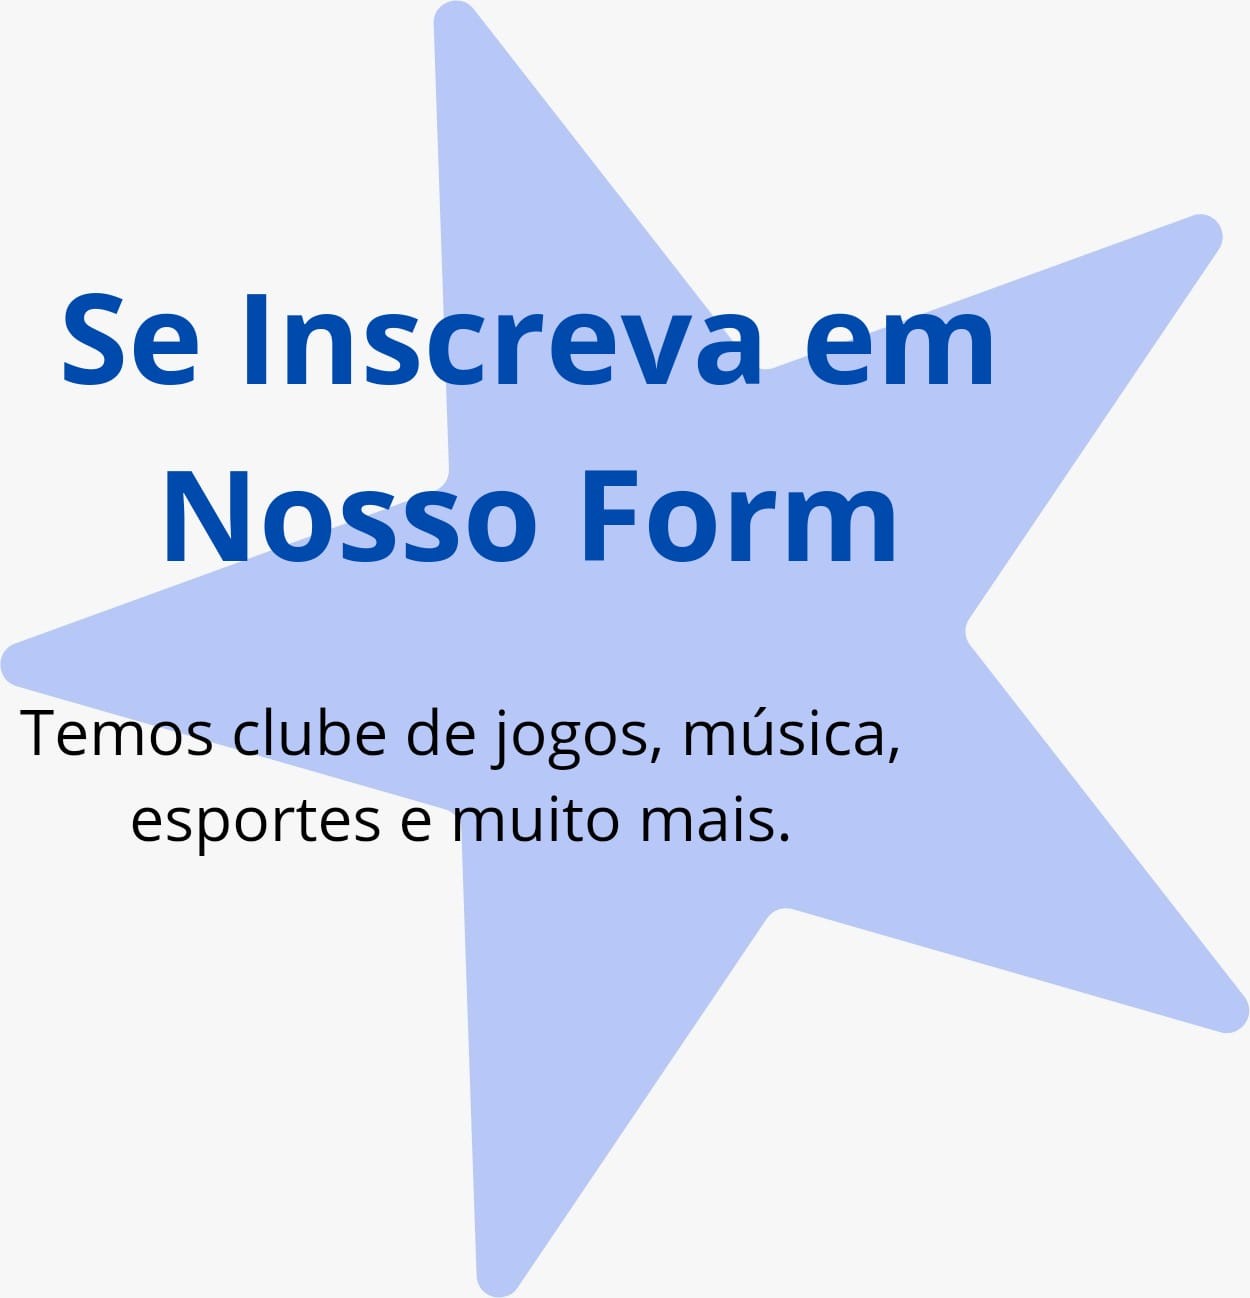 Se Inscreva em
Nosso Form
Temos clube de jogos, música,
esportes e muito mais.